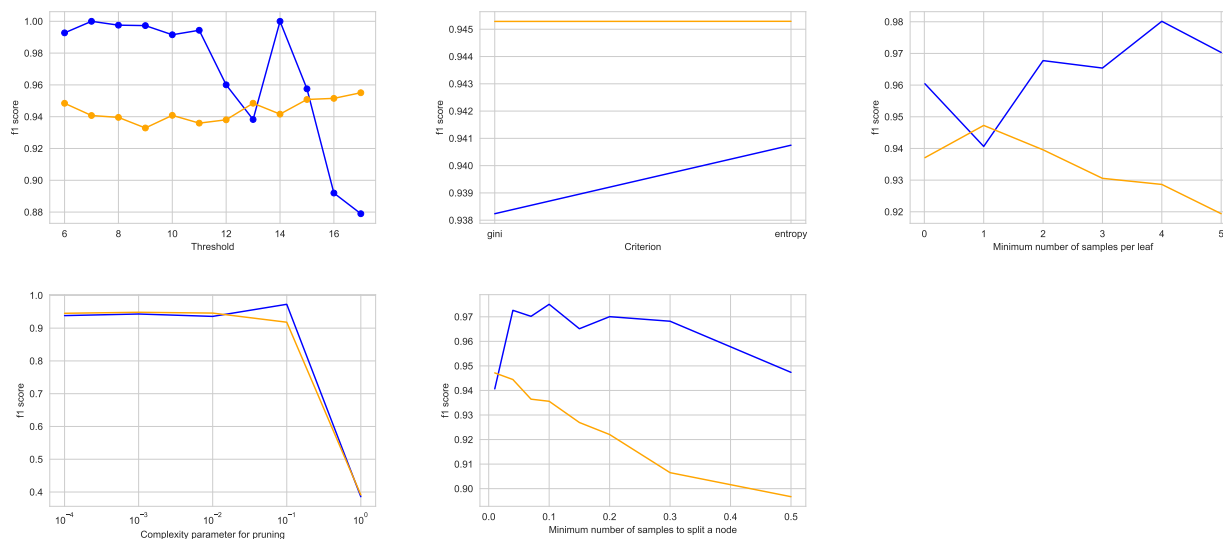 1.00
0.98
0.96
0.94
0.92
0.90
0.88
f1 score
6 8 10 12 14 16
Threshold
0.945
0.944
0.943
0.942
0.941
0.940
0.939
0.938
f1 score
gini entropy
Criterion
0.98
0.97
0.96
0.95
0.94
0.93
0.92
f1 score
0 1 2 3 4 5
Minimum number of samples per leaf
1.0
0.9
0.8
0.7
0.6
0.5
0.4
f1 score
10⁻⁴ 10⁻³ 10⁻² 10⁻¹ 10⁰
Complexity parameter for pruning
0.97
0.96
0.95
0.94
0.93
0.92
0.91
0.90
f1 score
0.0 0.1 0.2 0.3 0.4 0.5
Minimum number of samples to split a node